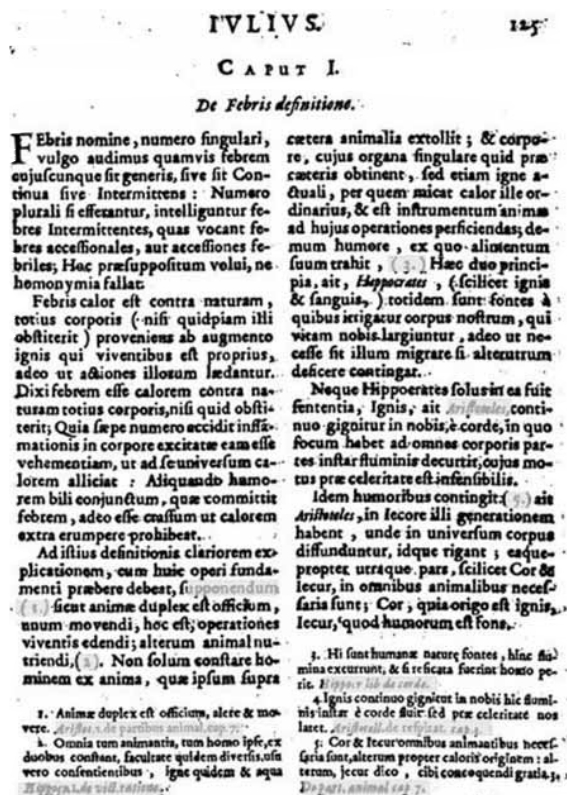 IVLIVS.
125
CAPUT I.
De Febris definitione.
FEbris nomine, numero singulari,
vulgo audimus quamvis febrem
cujuscunque sit generis, sive sit Con-
tinua sive Intermittens: Numero
plurali si efferantur, intelliguntur fe-
bres Intermittentes, quas vocant fe-
bres accessionales, aut accessiones fe-
briles; Hoc præsuppositum volui, ne
homonymia fallat.
Febris calor est contra naturam,
totius corporis (nisi quidpiam illi
obstiterit) proveniens ab augmento
ignis qui viventibus est proprius,
adeo ut actiones illorum lædantur.
Dixi febrem esse calorem contra na-
turam totius corporis, nisi quid obsti-
terit; Quia sæpe numero accidit inflā-
mationis in corpore excitatæ eam esse
vehementiam, ut ad se universum ca-
lorem alliciat: Aliquando humo-
rem bili conjunctum, quæ committit
febrem, adeo esse crassum ut calorem
extra erumpere prohibeat.
Ad istius definitionis clariorem ex-
plicationem, cum huic operi funda-
menti præbere debeat, supponendum
(1.) sicut animæ duplex est officium,
unum movendi, hoc est, operationes
viventis edendi; alterum animal nu-
triendi, (2). Non solum constare ho-
minem ex anima, quæ ipsum supra
1. Animæ duplex est officium, alere & mo-
vere. Aristot. 2. de partibus animal. cap. 7.
2. Omnia tum animantia, tum homo ipse, ex
duobus constant, facultate quidem diversis, usu
vero consentientibus, igne quidem & aqua
cætera animalia extollit; & corpo-
re, cujus organa singulare quid præ
cæteris obtinent, sed etiam igne a-
ctuali, per quem micat calor ille or-
dinarius, & est instrumentum animæ
ad hujus operationes perficiendas; de-
mum humore, ex quo alimentum
suum trahit, (3.) Hæc duo princi-
pia, ait, Hippocrates, (scilicet ignis
& sanguis,) totidem sunt fontes à
quibus irrigatur corpus nostrum, qui
vitam nobis largiuntur, adeo ut ne-
cesse sit illum migrare si alterutrum
deficere contingat.
Neque Hippocrates solus in ea fuit
sententia, Ignis, ait Aristoteles, conti-
nuo gignitur in nobis, è corde, in quo
focum habet ad omnes corporis par-
tes instar fluminis decurrit, cujus mo-
tus præ celeritate est insensibilis.
Idem humoribus contingit (5.) ait
Aristoteles, in Iecore illi generationem
habent, unde in universum corpus
diffunduntur, idque rigant; eaque-
propter utraque pars, scilicet Cor &
Iecur, in omnibus animalibus neces-
saria sunt; Cor, quia origo est ignis,
Iecur, quod humorum est fons.
3. Hi sunt humanæ naturę fontes, hinc flu-
mina excurrunt, & si resicata fuerint homo pe-
rit. Hippocr lib de corde.
4. Ignis continuo gignitur in nobis hic flumi-
nis instar è corde fluit sed præ celeritate nos
latet. Aristotel. de respirat. cap.
5. Cor & Iecur omnibus animantibus neces-
saria sunt, alterum propter caloris originem: al-
terum, jecur dico, cibi concoquendi gratia.
De part. animal cap 7.